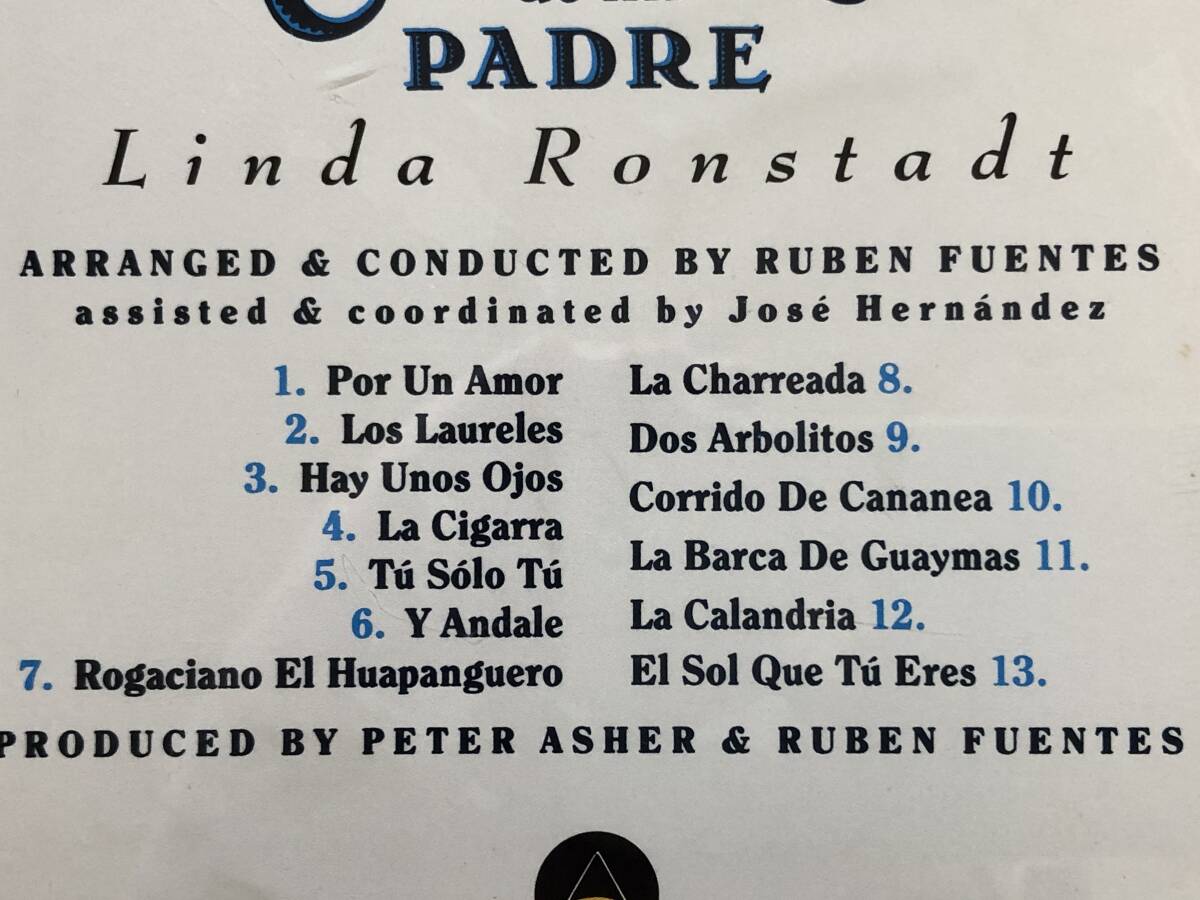 PADRE
Linda Ronstadt
ARRANGED & CONDUCTED BY RUBEN FUENTES
assisted & coordinated by José Hernández
1. Por Un Amor
2. Los Laureles
3. Hay Unos Ojos
4. La Cigarra
5. Tú Sólo Tú
6. Y Andale
7. Rogaciano El Huapanguero
La Charreada 8.
Dos Arbolitos 9.
Corrido De Cananea 10.
La Barca De Guaymas 11.
La Calandria 12.
El Sol Que Tú Eres 13.
PRODUCED BY PETER ASHER & RUBEN FUENTES